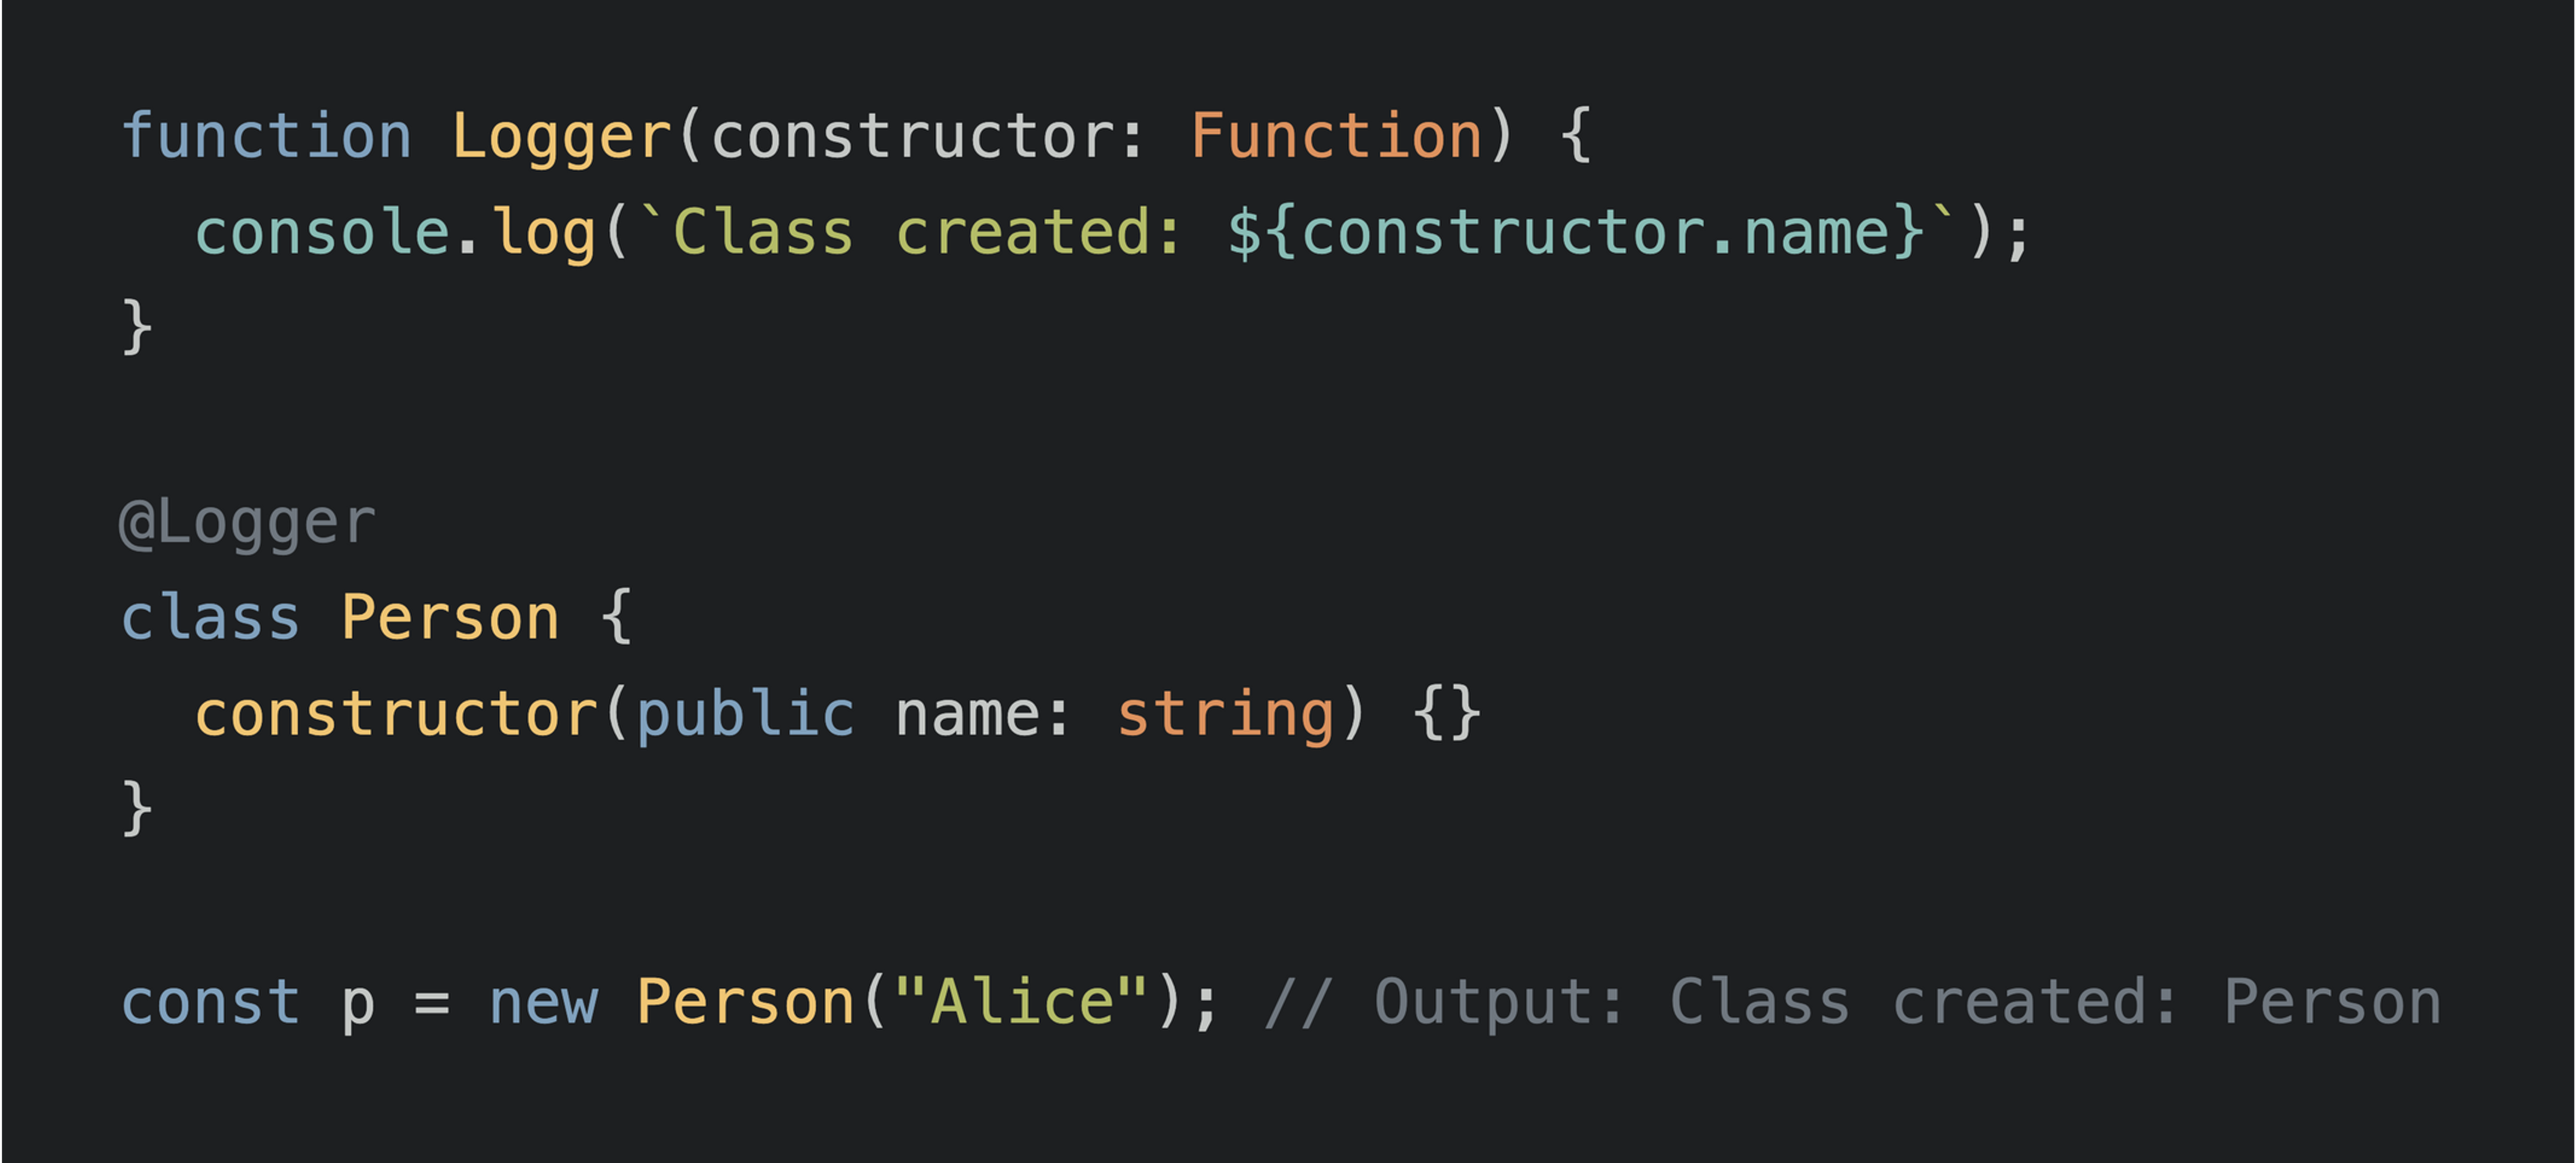 function Logger(constructor: Function) {
  console.log(`Class created: ${constructor.name}`);
}
@Logger
class Person {
  constructor(public name: string) {}
}
const p = new Person("Alice"); // Output: Class created: Person